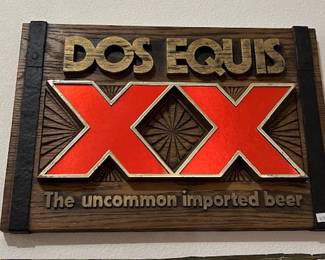 DOS EQUIS
XX
The uncommon imported beer